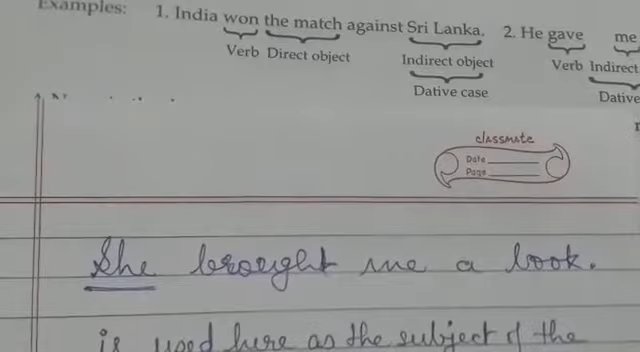 Examples: 1. India won the match against Sri Lanka. 2. He gave me
Verb Direct object Indirect object Verb Indirect
Dative case Dative
classmate
Date
Page
She brought me a book.
is used here as the subject of the